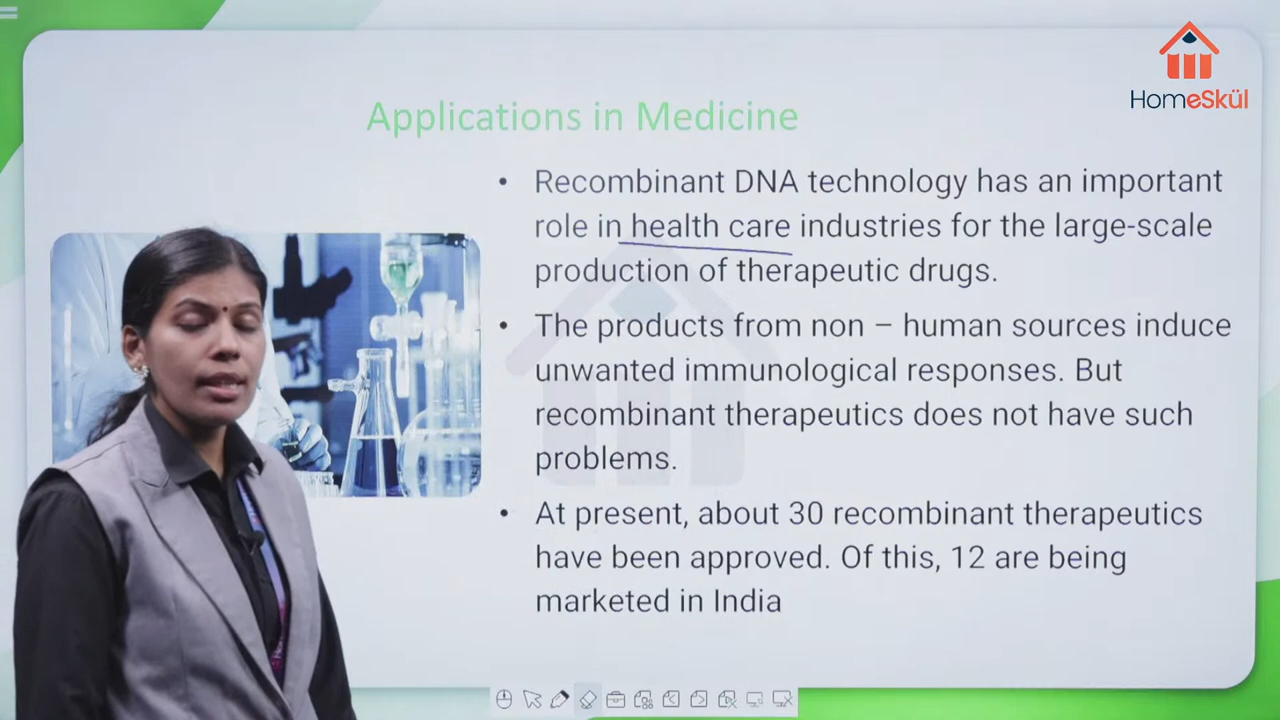 HomeSkül
Applications in Medicine
• Recombinant DNA technology has an important
role in health care industries for the large-scale
production of therapeutic drugs.
• The products from non – human sources induce
unwanted immunological responses. But
recombinant therapeutics does not have such
problems.
• At present, about 30 recombinant therapeutics
have been approved. Of this, 12 are being
marketed in India